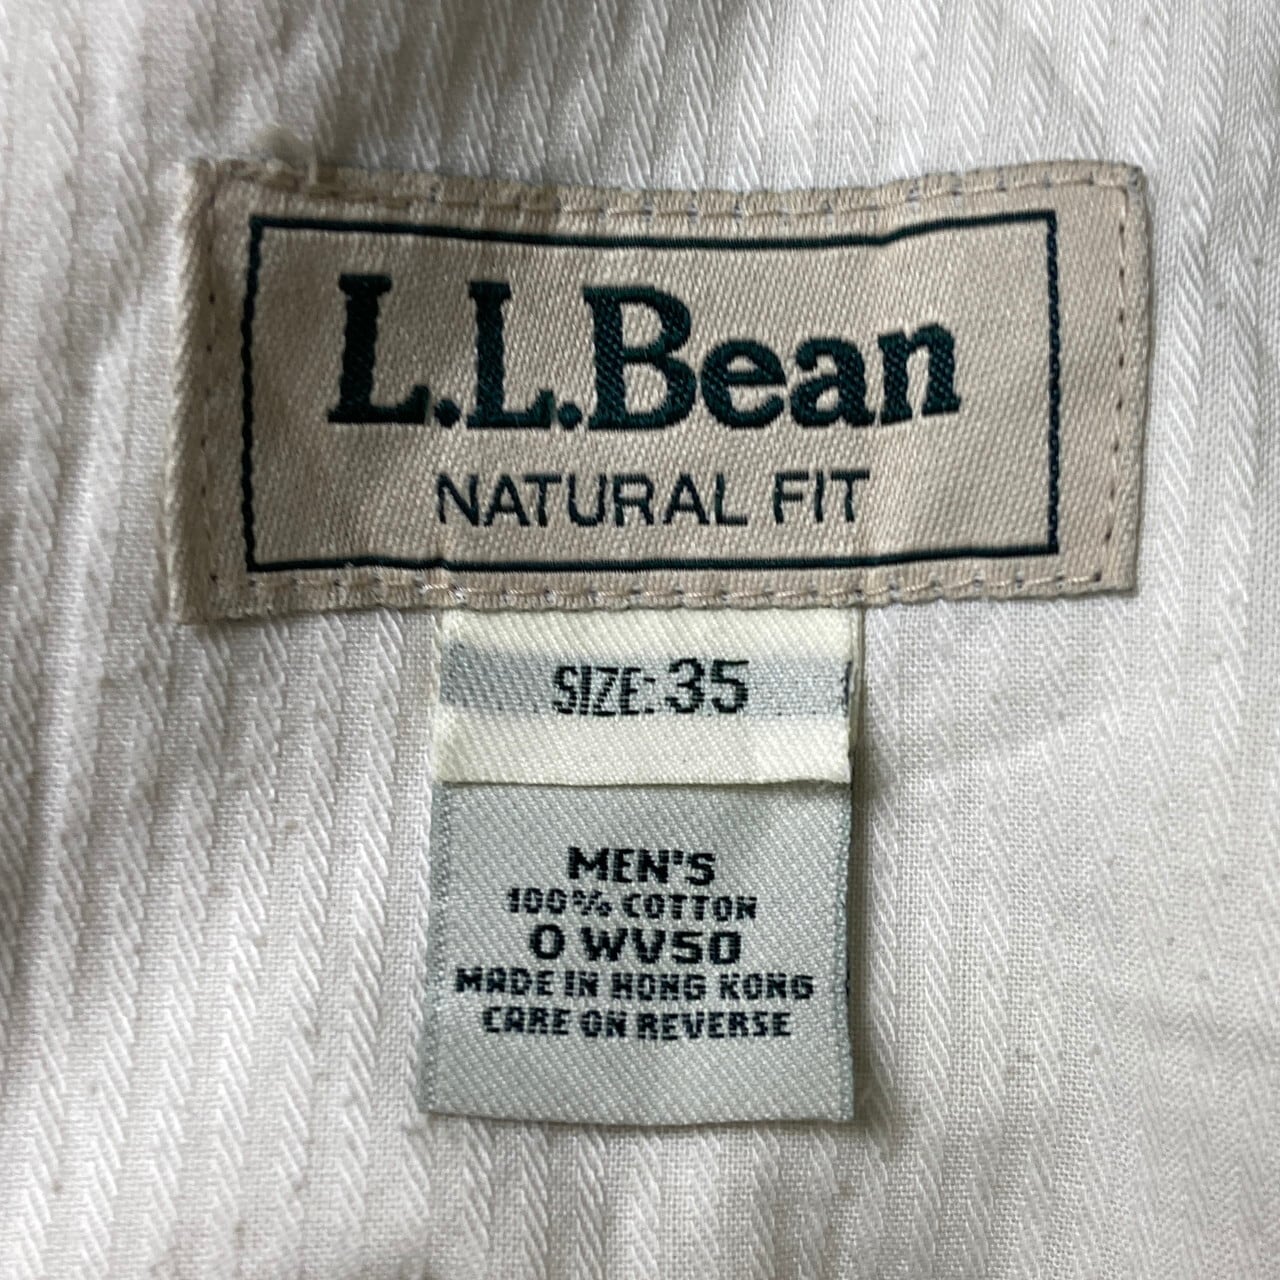 L.L.Bean
NATURAL FIT
SIZE: 35
MEN'S
100% COTTON
0 WV50
MADE IN HONG KONG
CARE ON REVERSE